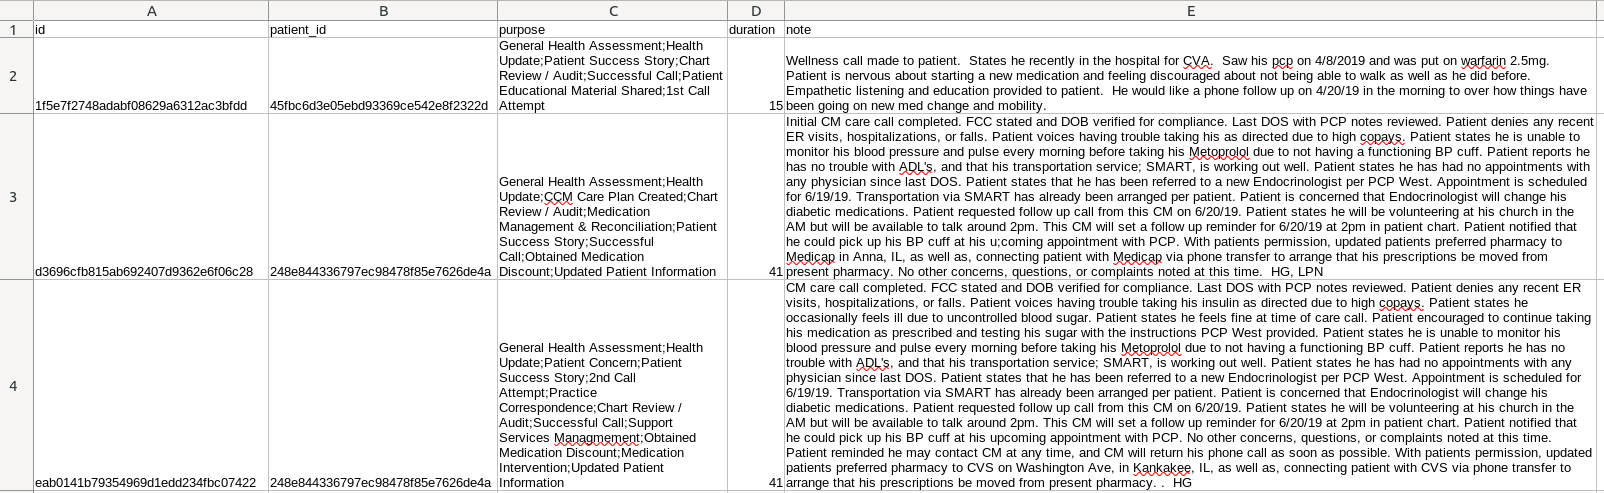 A B C D E
1 id patient_id purpose duration note
2
General Health Assessment;Health
Update;Patient Success Story;Chart
Review / Audit;Successful Call;Patient
Educational Material Shared;1st Call
Attempt
1f5e7f2748adabf08629a6312ac3bfdd 45fbc6d3e05ebd93369ce542e8f2322d
15
Wellness call made to patient.  States he recently in the hospital for CVA.  Saw his pcp on 4/8/2019 and was put on warfarin 2.5mg.
Patient is nervous about starting a new medication and feeling discouraged about not being able to walk as well as he did before.
Empathetic listening and education provided to patient.  He would like a phone follow up on 4/20/19 in the morning to over how things have
been going on new med change and mobility.
3
General Health Assessment;Health
Update;CCM Care Plan Created;Chart
Review / Audit;Medication
Management & Reconciliation;Patient
Success Story;Successful
Call;Obtained Medication
Discount;Updated Patient Information
d3696cfb815ab692407d9362e6f06c28 248e844336797ec98478f85e7626de4a
41
Initial CM care call completed. FCC stated and DOB verified for compliance. Last DOS with PCP notes reviewed. Patient denies any recent
ER visits, hospitalizations, or falls. Patient voices having trouble taking his as directed due to high copays. Patient states he is unable to
monitor his blood pressure and pulse every morning before taking his Metoprolol due to not having a functioning BP cuff. Patient reports he
has no trouble with ADL's, and that his transportation service; SMART, is working out well. Patient states he has had no appointments with
any physician since last DOS. Patient states that he has been referred to a new Endocrinologist per PCP West. Appointment is scheduled
for 6/19/19. Transportation via SMART has already been arranged per patient. Patient is concerned that Endocrinologist will change his
diabetic medications. Patient requested follow up call from this CM on 6/20/19. Patient states he will be volunteering at his church in the
AM but will be available to talk around 2pm. This CM will set a follow up reminder for 6/20/19 at 2pm in patient chart. Patient notified that
he could pick up his BP cuff at his u;coming appointment with PCP. With patients permission, updated patients preferred pharmacy to
Medicap in Anna, IL, as well as, connecting patient with Medicap via phone transfer to arrange that his prescriptions be moved from
present pharmacy. No other concerns, questions, or complaints noted at this time.  HG, LPN
4
General Health Assessment;Health
Update;Patient Concern;Patient
Success Story;2nd Call
Attempt;Practice
Correspondence;Chart Review /
Audit;Successful Call;Support
Services Managmement;Obtained
Medication Discount;Medication
Intervention;Updated Patient
Information
eab0141b79354969d1edd234fbc07422 248e844336797ec98478f85e7626de4a
41
CM care call completed. FCC stated and DOB verified for compliance. Last DOS with PCP notes reviewed. Patient denies any recent ER
visits, hospitalizations, or falls. Patient voices having trouble taking his insulin as directed due to high copays. Patient states he
occasionally feels ill due to uncontrolled blood sugar. Patient states he feels fine at time of care call. Patient encouraged to continue taking
his medication as prescribed and testing his sugar with the instructions PCP West provided. Patient states he is unable to monitor his
blood pressure and pulse every morning before taking his Metoprolol due to not having a functioning BP cuff. Patient reports he has no
trouble with ADL's, and that his transportation service; SMART, is working out well. Patient states he has had no appointments with any
physician since last DOS. Patient states that he has been referred to a new Endocrinologist per PCP West. Appointment is scheduled for
6/19/19. Transportation via SMART has already been arranged per patient. Patient is concerned that Endocrinologist will change his
diabetic medications. Patient requested follow up call from this CM on 6/20/19. Patient states he will be volunteering at his church in the
AM but will be available to talk around 2pm. This CM will set a follow up reminder for 6/20/19 at 2pm in patient chart. Patient notified that
he could pick up his BP cuff at his upcoming appointment with PCP. No other concerns, questions, or complaints noted at this time.
Patient reminded he may contact CM at any time, and CM will return his phone call as soon as possible. With patients permission, updated
patients preferred pharmacy to CVS on Washington Ave, in Kankakee, IL, as well as, connecting patient with CVS via phone transfer to
arrange that his prescriptions be moved from present pharmacy. .  HG